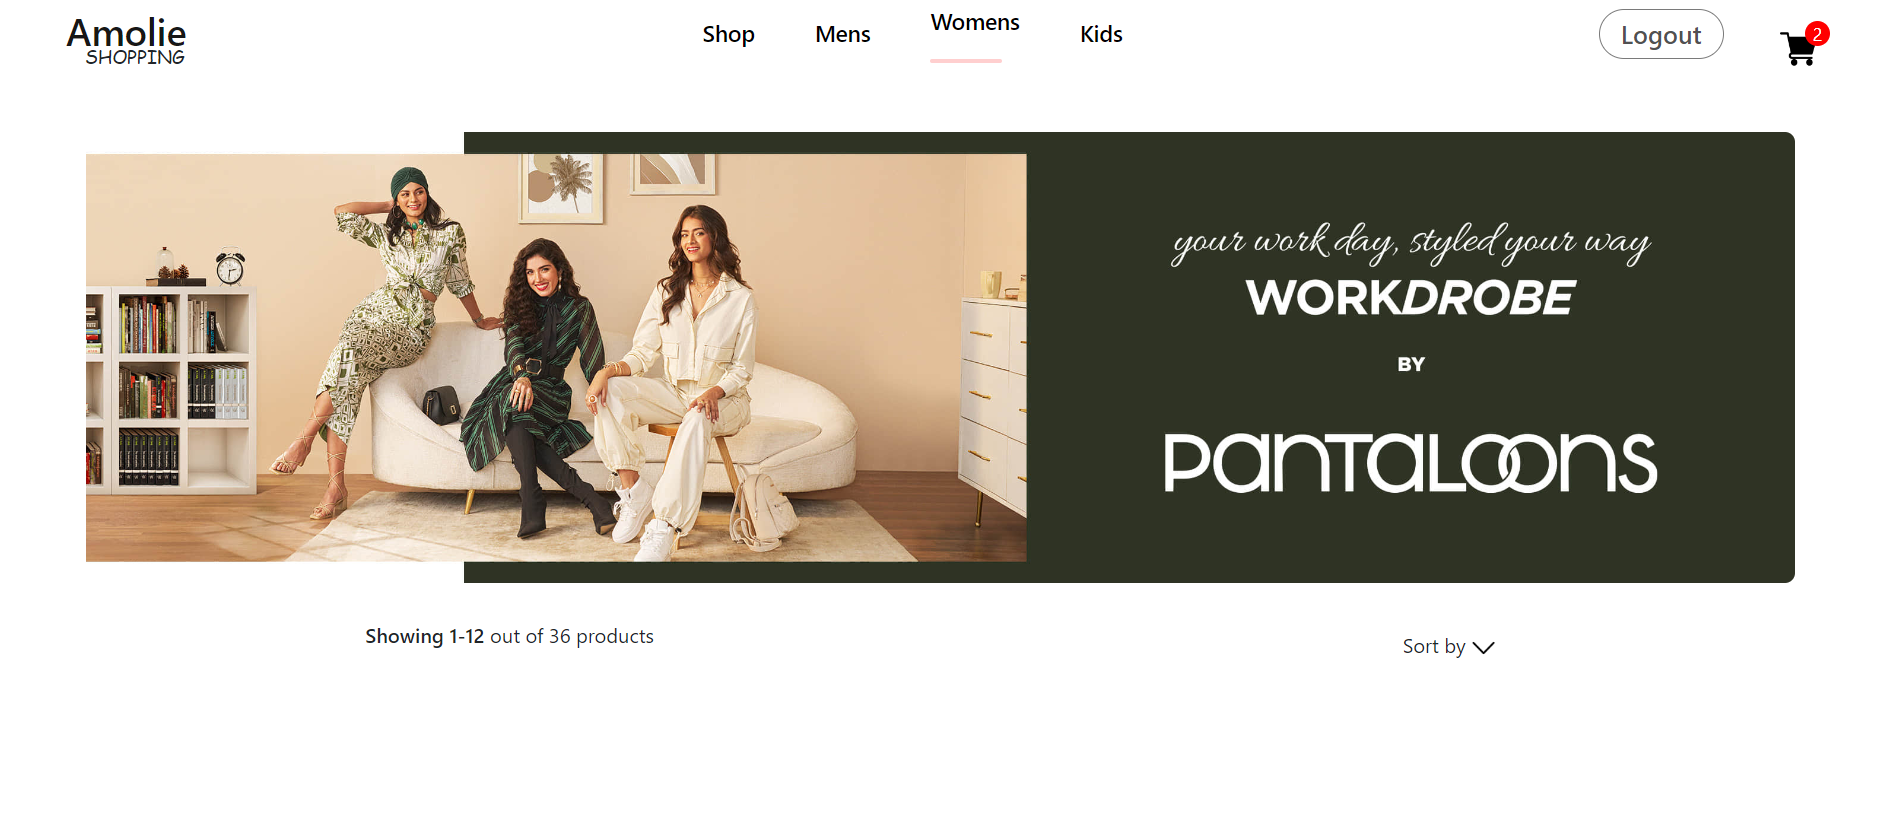 Amolie
SHOPPING
Shop
Mens
Womens
Kids
Logout
2
your work day, styled your way
WORKDROBE
BY
PANTALOONS
Showing 1-12 out of 36 products
Sort by